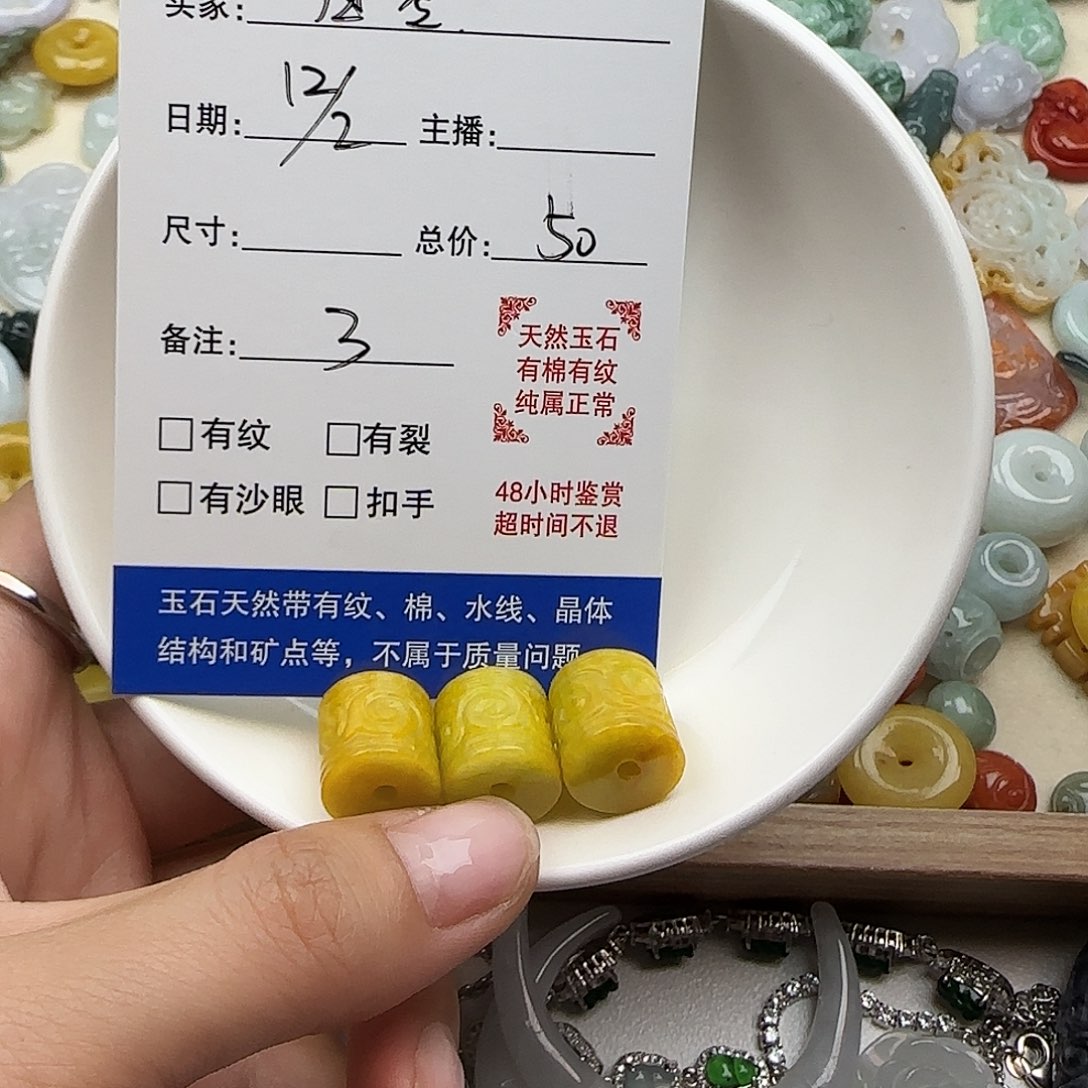 买家:
日期: 12/2 主播:
尺寸: 总价: 50
备注: 3
天然玉石
有棉有纹
纯属正常
□有纹 □有裂
□有沙眼 □扣手
48小时鉴赏
超时间不退
玉石天然带有纹、棉、水线、晶体
结构和矿点等，不属于质量问题